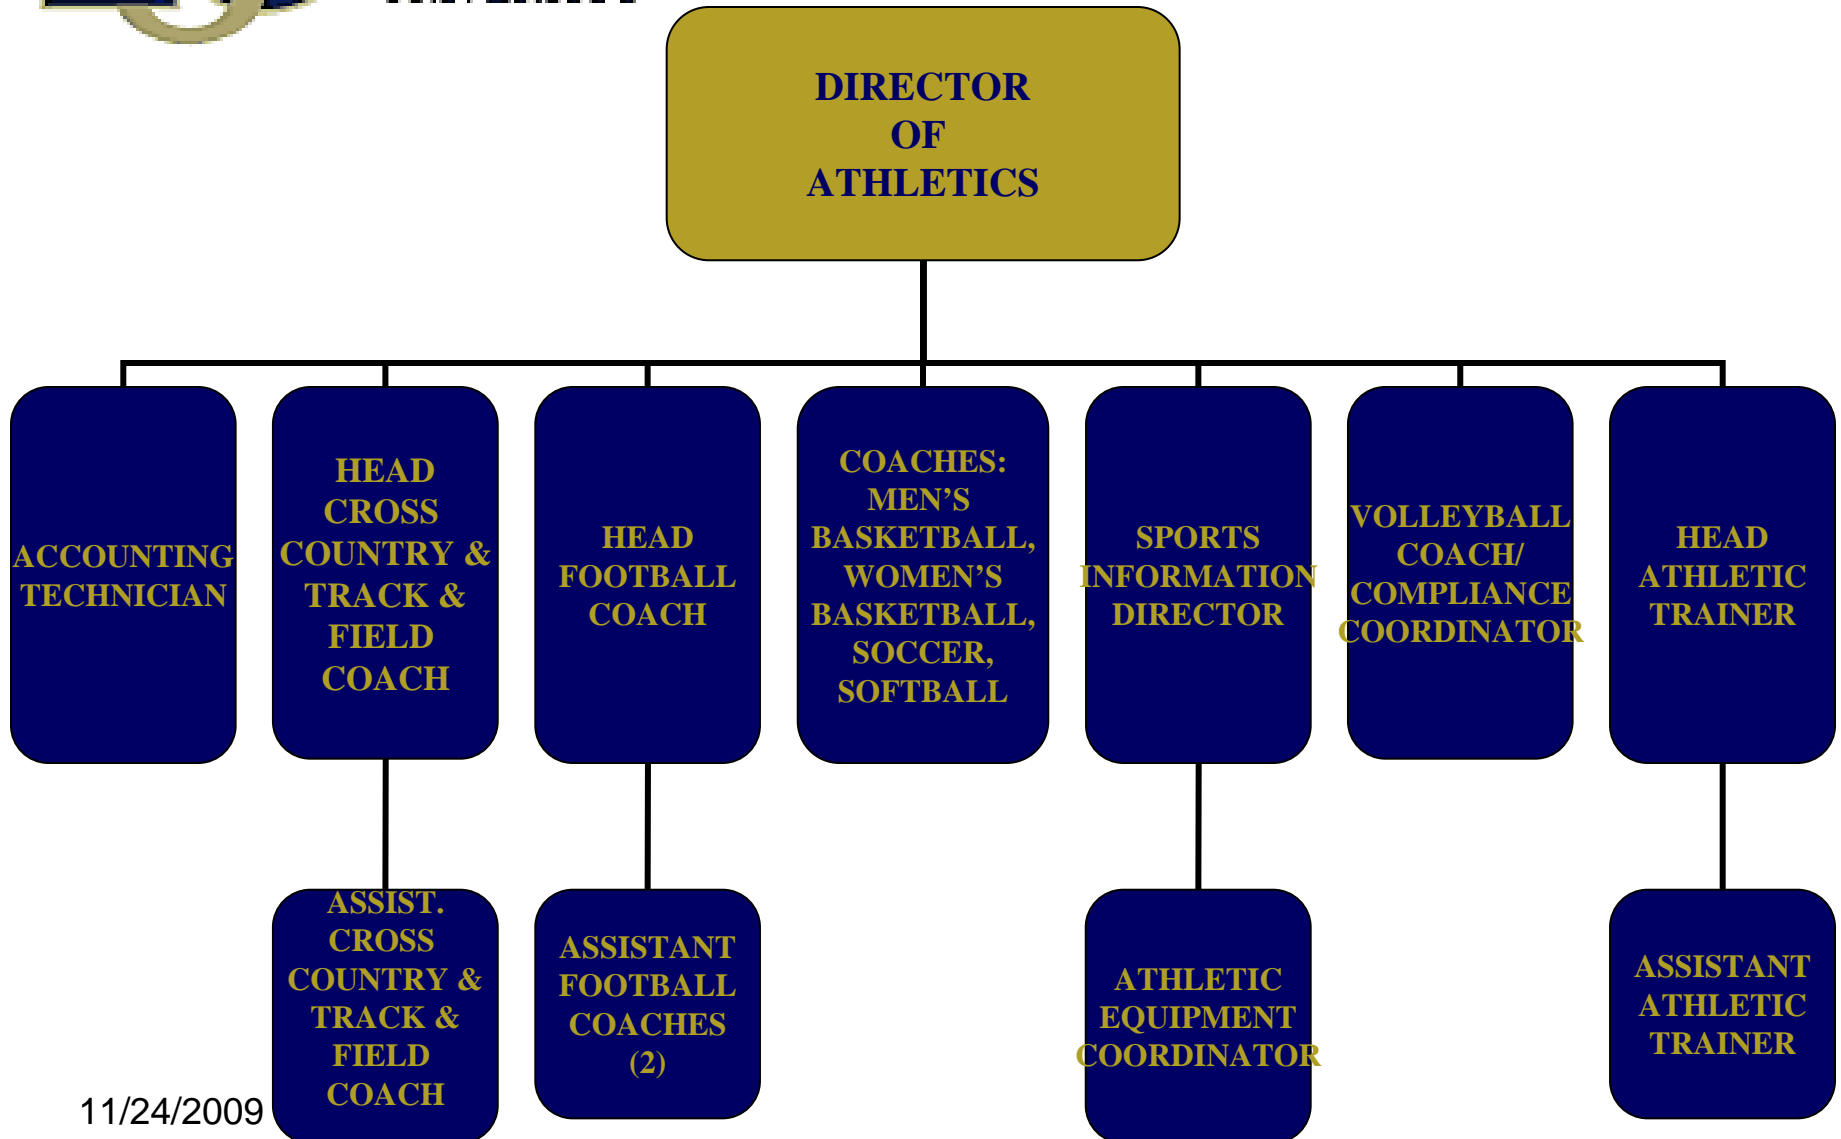 DIRECTOR
OF
ATHLETICS
ACCOUNTING
TECHNICIAN
HEAD
CROSS
COUNTRY &
TRACK &
FIELD
COACH
HEAD
FOOTBALL
COACH
COACHES:
MEN’S
BASKETBALL,
WOMEN’S
BASKETBALL,
SOCCER,
SOFTBALL
SPORTS
INFORMATION
DIRECTOR
VOLLEYBALL
COACH/
COMPLIANCE
COORDINATOR
HEAD
ATHLETIC
TRAINER
ASSIST.
CROSS
COUNTRY &
TRACK &
FIELD
COACH
ASSISTANT
FOOTBALL
COACHES
(2)
ATHLETIC
EQUIPMENT
COORDINATOR
ASSISTANT
ATHLETIC
TRAINER
11/24/2009